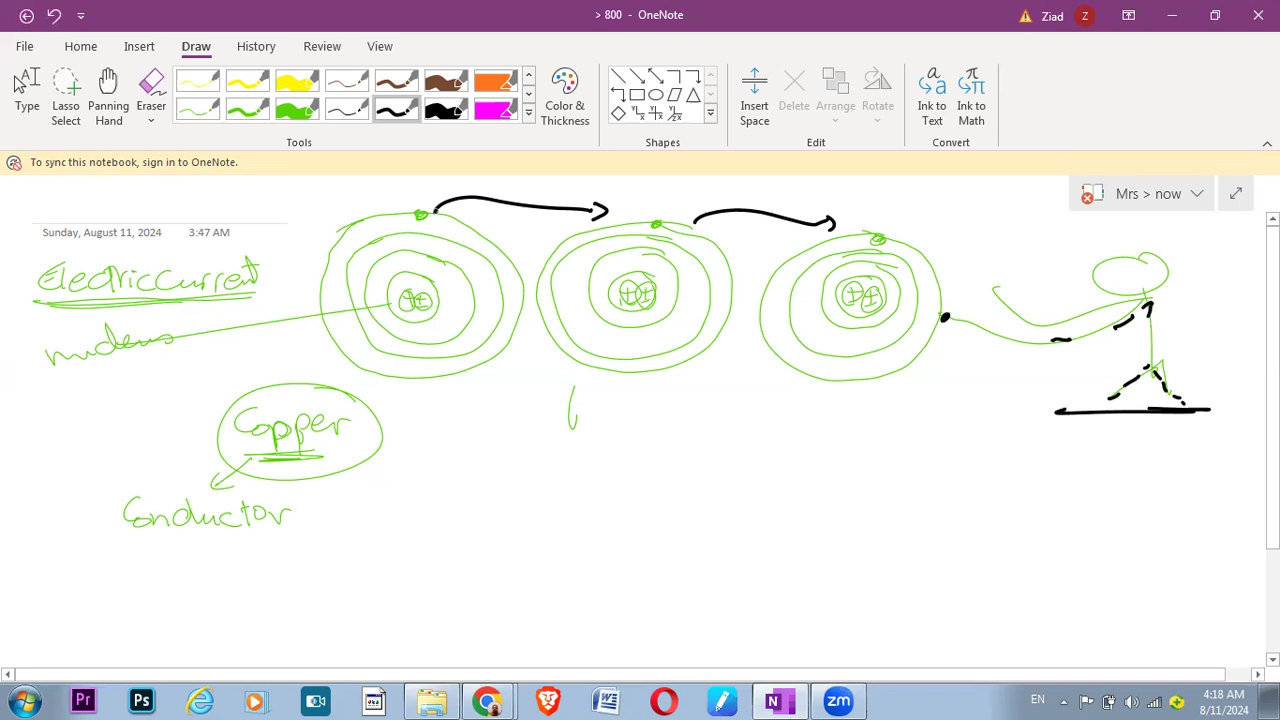 > 800 - OneNote
Ziad
Z
File
Home
Insert
Draw
History
Review
View
Type
Lasso Select
Panning Hand
Eraser
Color & Thickness
Insert Space
Delete
Arrange
Rotate
Ink to Text
Ink to Math
Tools
Shapes
Edit
Convert
To sync this notebook, sign in to OneNote.
Mrs > now
Sunday, August 11, 2024 3:47 AM
Electric Current
Copper
Conductor
Pr
Ps
zm
EN
4:18 AM
8/11/2024